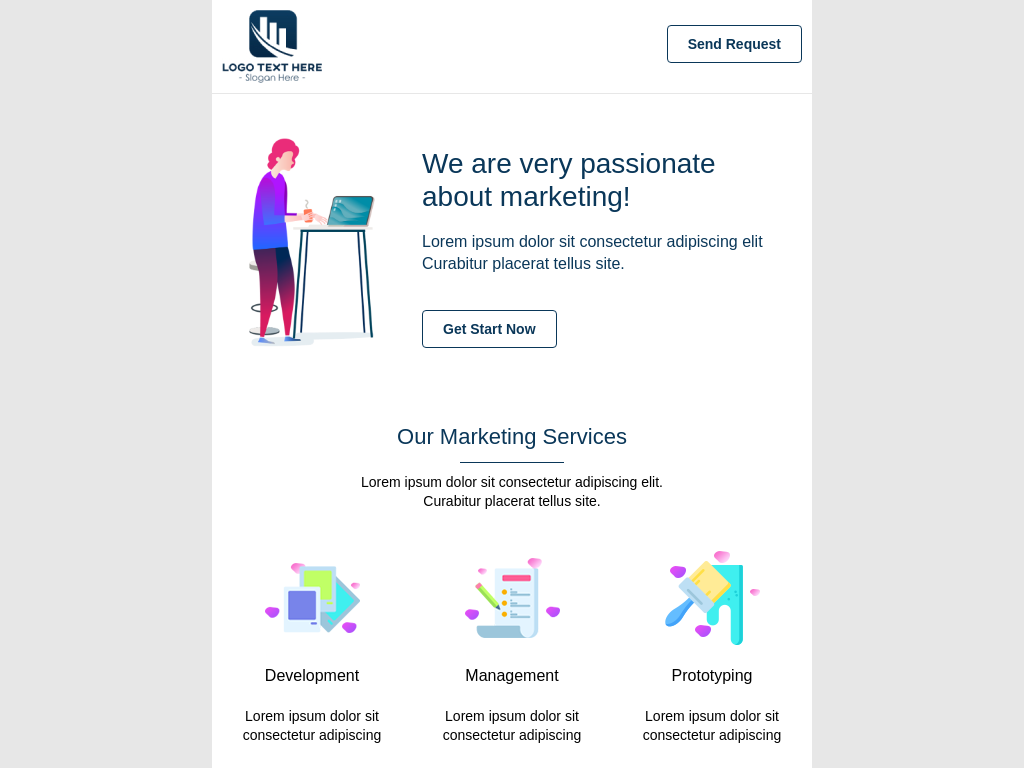 LOGO TEXT HERE
- Slogan Here -
Send Request
We are very passionate
about marketing!
Lorem ipsum dolor sit consectetur adipiscing elit
Curabitur placerat tellus site.
Get Start Now
Our Marketing Services
Lorem ipsum dolor sit consectetur adipiscing elit.
Curabitur placerat tellus site.
Development
Lorem ipsum dolor sit
consectetur adipiscing
Management
Lorem ipsum dolor sit
consectetur adipiscing
Prototyping
Lorem ipsum dolor sit
consectetur adipiscing